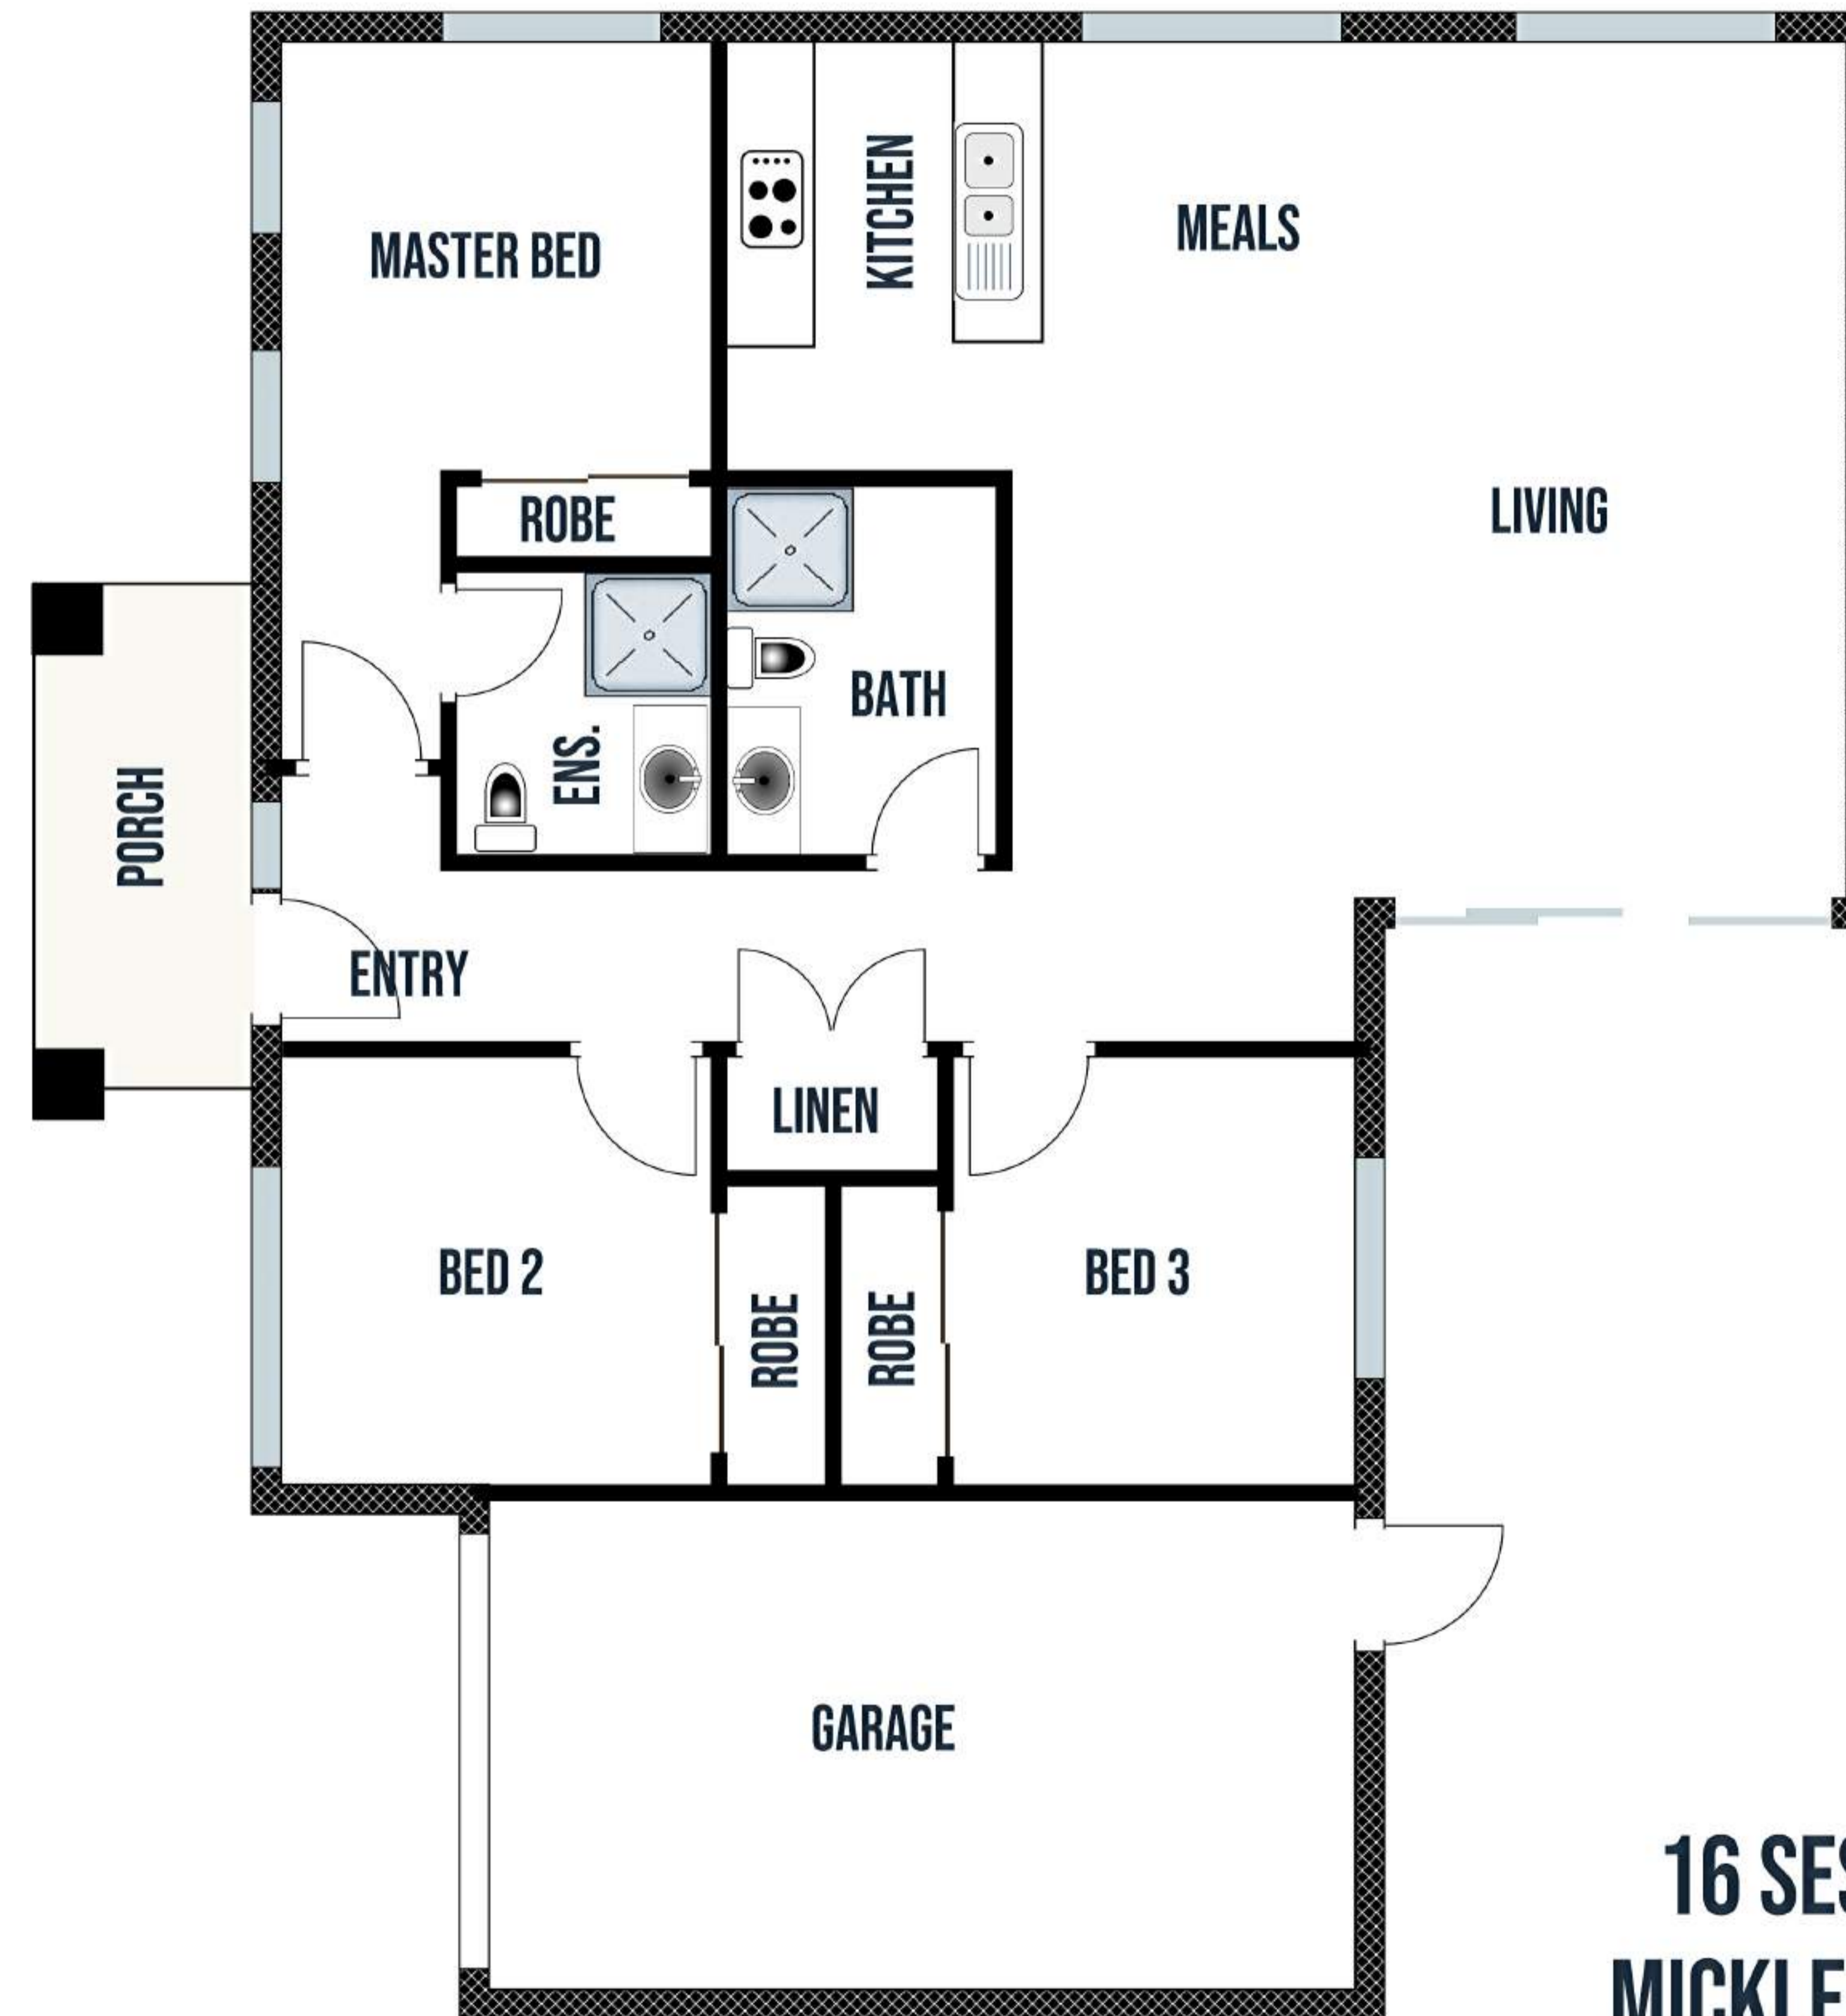 MASTER BED
KITCHEN
MEALS
LIVING
ROBE
BATH
ENS.
PORCH
ENTRY
LINEN
BED 2
ROBE
ROBE
BED 3
GARAGE
16